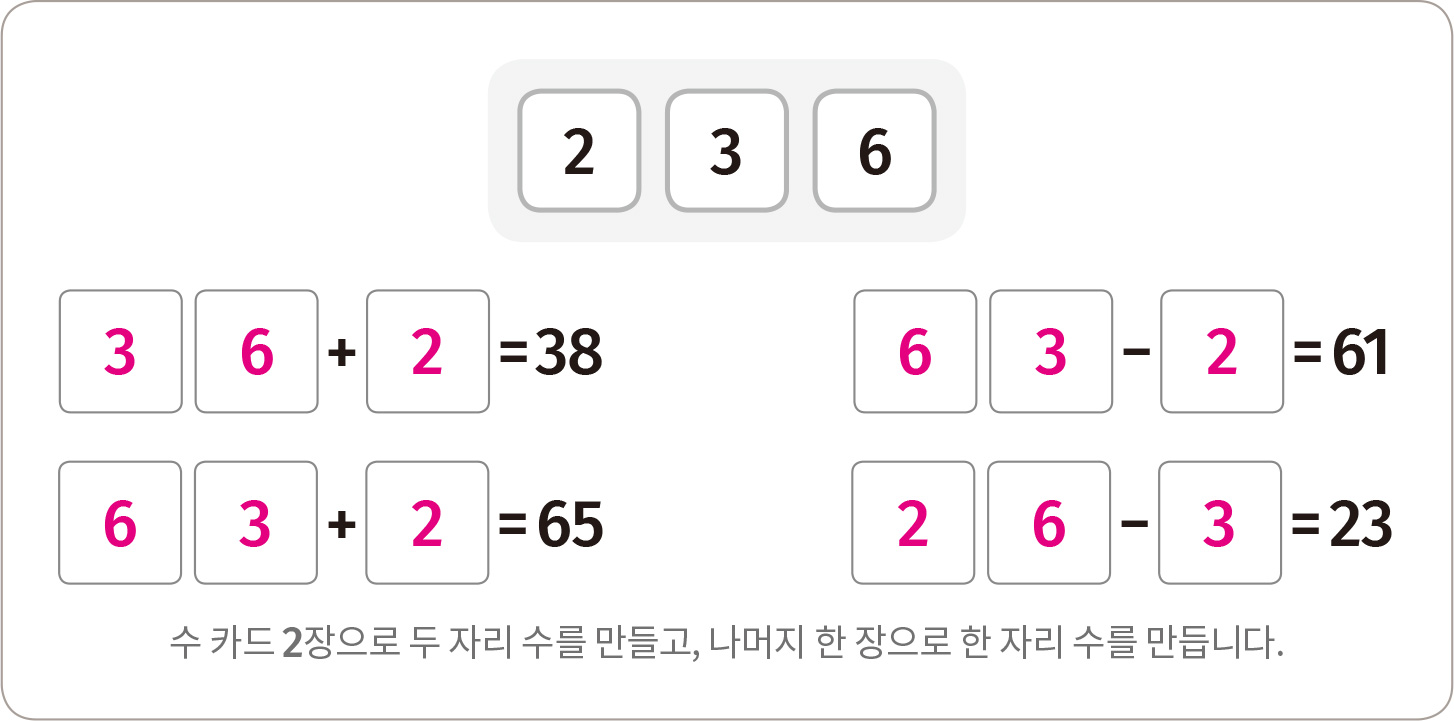 2 3 6
3 6 + 2 = 38
6 3 - 2 = 61
6 3 + 2 = 65
2 6 - 3 = 23
수 카드 2장으로 두 자리 수를 만들고, 나머지 한 장으로 한 자리 수를 만듭니다.